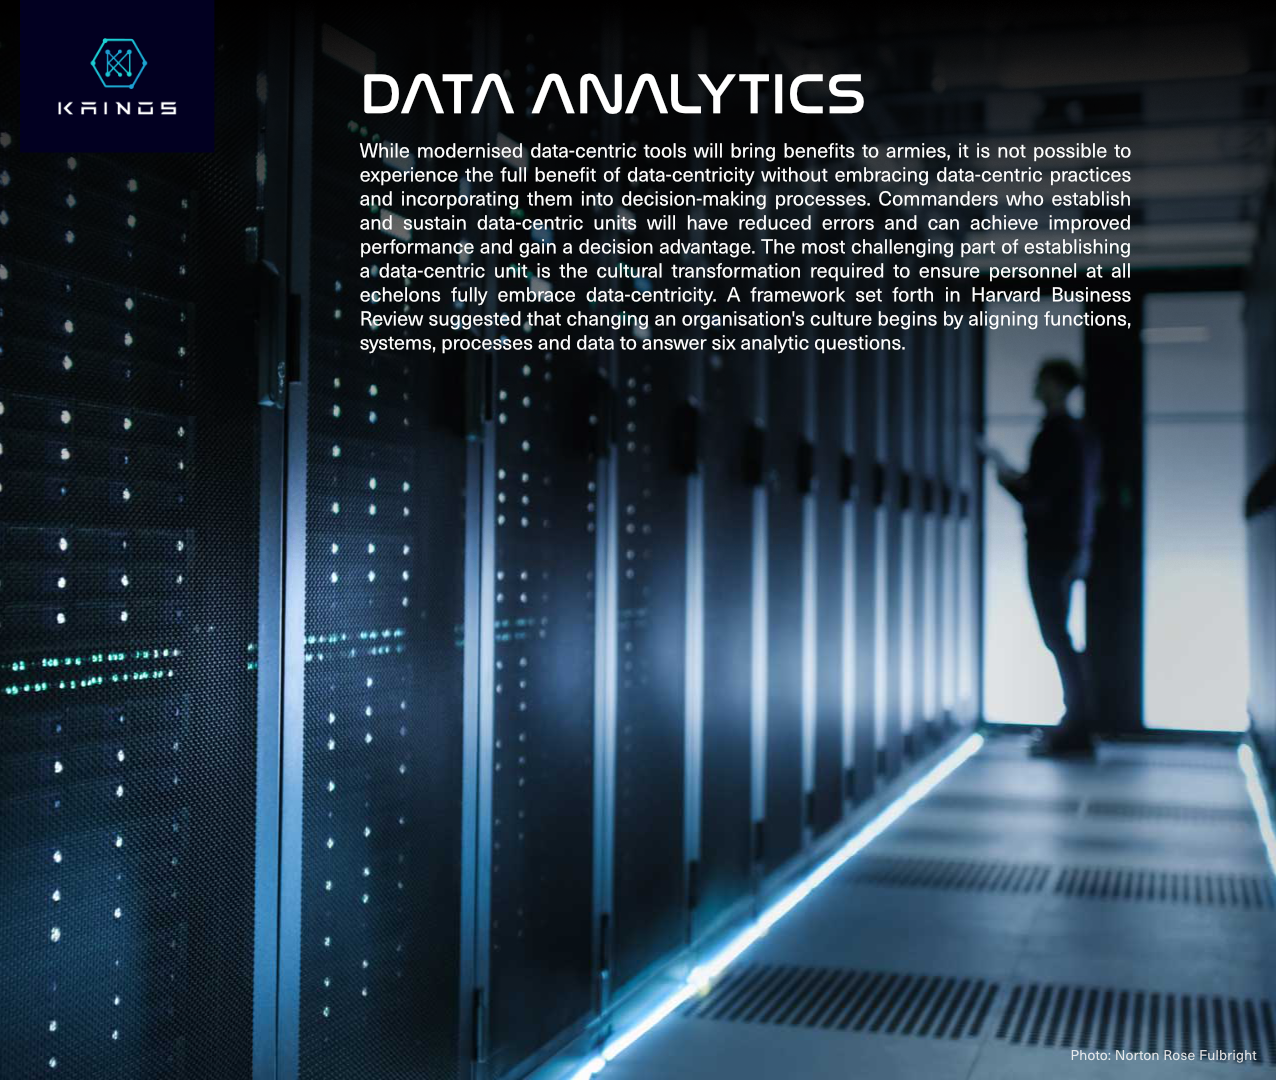 KAINOS
DATA ANALYTICS
While modernised data-centric tools will bring benefits to armies, it is not possible to
experience the full benefit of data-centricity without embracing data-centric practices
and incorporating them into decision-making processes. Commanders who establish
and sustain data-centric units will have reduced errors and can achieve improved
performance and gain a decision advantage. The most challenging part of establishing
a data-centric unit is the cultural transformation required to ensure personnel at all
echelons fully embrace data-centricity. A framework set forth in Harvard Business
Review suggested that changing an organisation's culture begins by aligning functions,
systems, processes and data to answer six analytic questions.
Photo: Norton Rose Fulbright